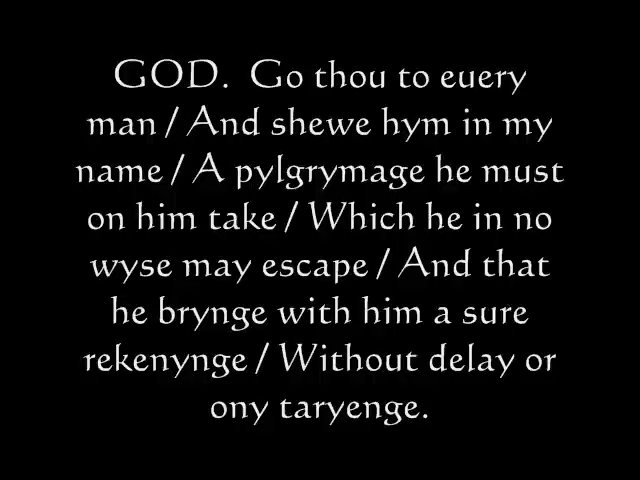 GOD.  Go thou to euery
man / And shewe hym in my
name / A pylgrymage he must
on him take / Which he in no
wyse may escape / And that
he brynge with him a sure
rekenynge / Without delay or
ony taryenge.